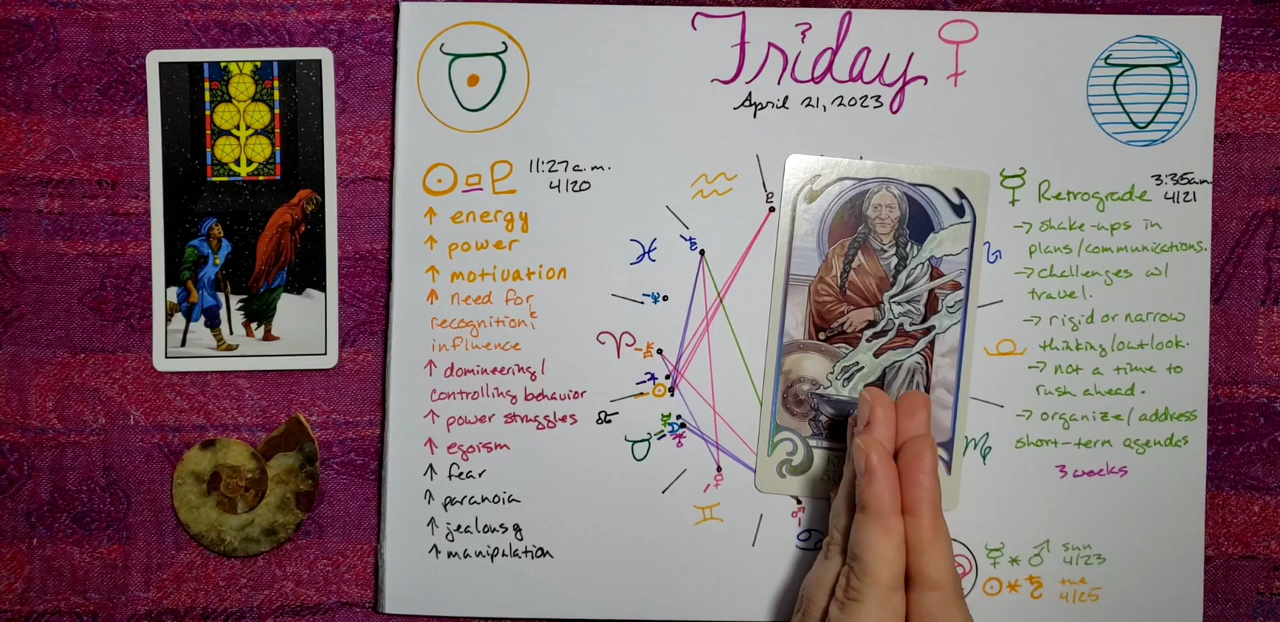 Friday
April 21, 2023
11:27 a.m.
4/20
↑ energy
↑ power
↑ motivation
↑ need for
recognition &
influence
↑ domineering/
controlling behavior
↑ power struggles
↑ egoism
↑ fear
↑ paranoia
↑ jealousy
↑ manipulation
Retrograde
3:35am
4/21
→ shake-ups in
plans/communications.
→ challenges w/
travel.
→ rigid or narrow
thinking/outlook.
→ not a time to
rush ahead.
→ organize/address
short-term agendas
3 weeks
☿ * ♂ sun
4/23
☉ * ♄ tue
4/25